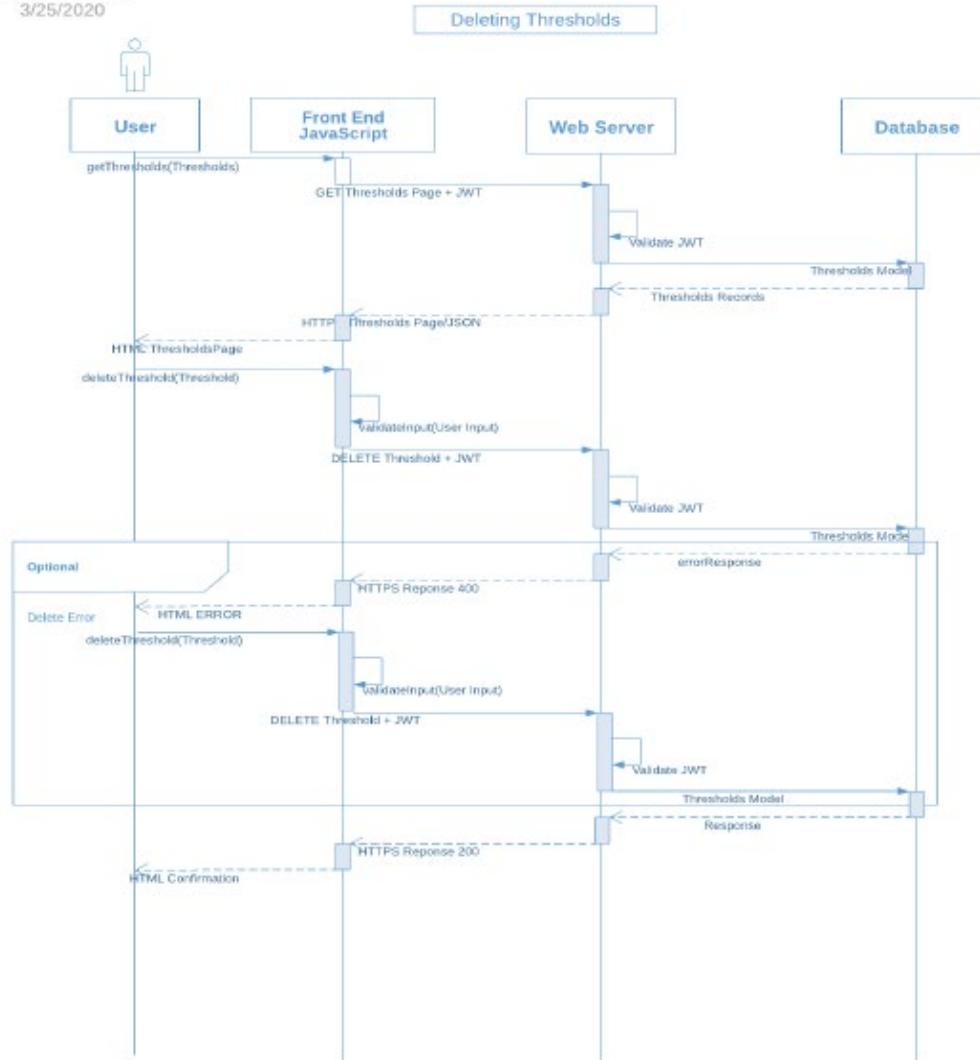 3/25/2020
Deleting Thresholds
User
Front End
JavaScript
Web Server
Database
getThresholds(Thresholds)
GET Thresholds Page + JWT
Validate JWT
Thresholds Model
Thresholds Records
HTTP Thresholds Page/JSON
HTML ThresholdsPage
deleteThreshold(Threshold)
validateInput(User Input)
DELETE Threshold + JWT
Validate JWT
Thresholds Model
Optional
errorResponse
HTTPS Reponse 400
Delete Error
HTML ERROR
deleteThreshold(Threshold)
validateInput(User Input)
DELETE Threshold + JWT
Validate JWT
Thresholds Model
Response
HTTPS Reponse 200
HTML Confirmation